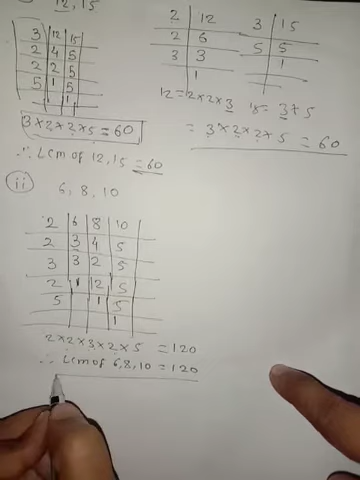 12, 15
3 | 12 | 15
2 | 4 | 5
2 | 2 | 5
5 | 1 | 5
1
3×2×2×5 = 60
∴ Lcm of 12,15 = 60
2 | 12
2 | 6
3 | 3
1
3 | 15
5 | 5
1
12 = 2×2×3 15 = 3×5
= 3×2×2×5 = 60
ii 6, 8, 10
2 | 6 | 8 | 10
2 | 3 | 4 | 5
3 | 3 | 2 | 5
2 | 1 | 2 | 5
5 | | 1 | 5
1
2×2×3×2×5 = 120
∴ Lcm of 6,8,10 = 120